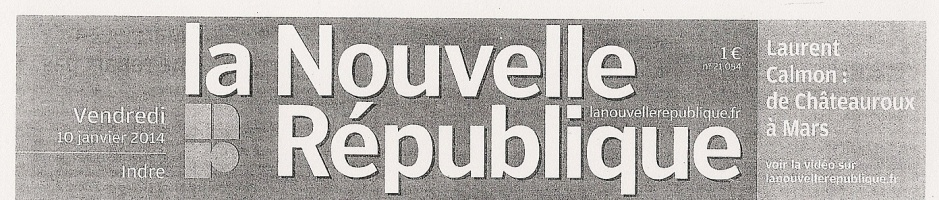 la Nouvelle
République
Vendredi
10 janvier 2014
Indre
1 €
n° 21 084
lanouvellerepublique.fr
Laurent
Calmon :
de Châteauroux
à Mars
voir la vidéo sur
lanouvellerepublique.fr